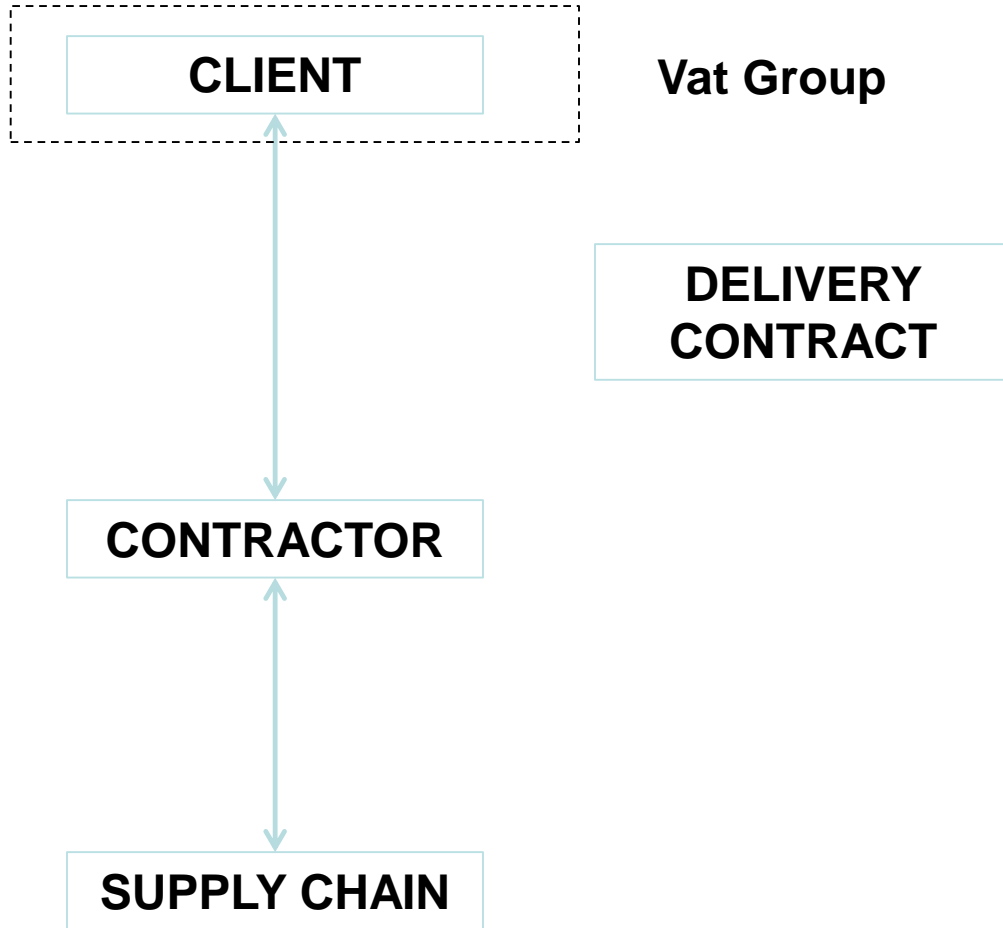 CLIENT
Vat Group
DELIVERY
CONTRACT
CONTRACTOR
SUPPLY CHAIN